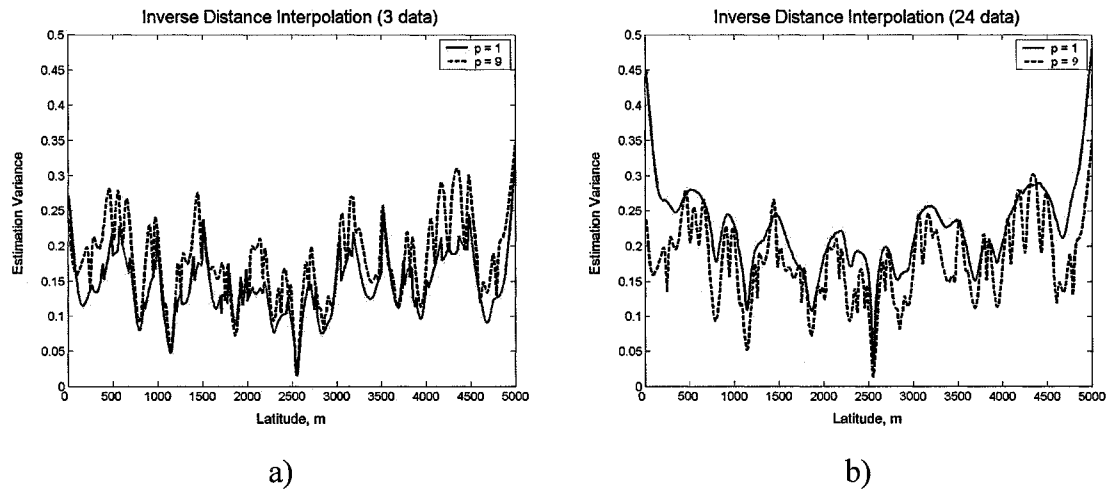 Inverse Distance Interpolation (3 data)
p = 1
p = 9
0.5
0.45
0.4
0.35
0.3
0.25
0.2
0.15
0.1
0.05
0
Estimation Variance
0 500 1000 1500 2000 2500 3000 3500 4000 4500 5000
Latitude, m
a)
Inverse Distance Interpolation (24 data)
p = 1
p = 9
0.5
0.45
0.4
0.35
0.3
0.25
0.2
0.15
0.1
0.05
0
Estimation Variance
0 500 1000 1500 2000 2500 3000 3500 4000 4500 5000
Latitude, m
b)